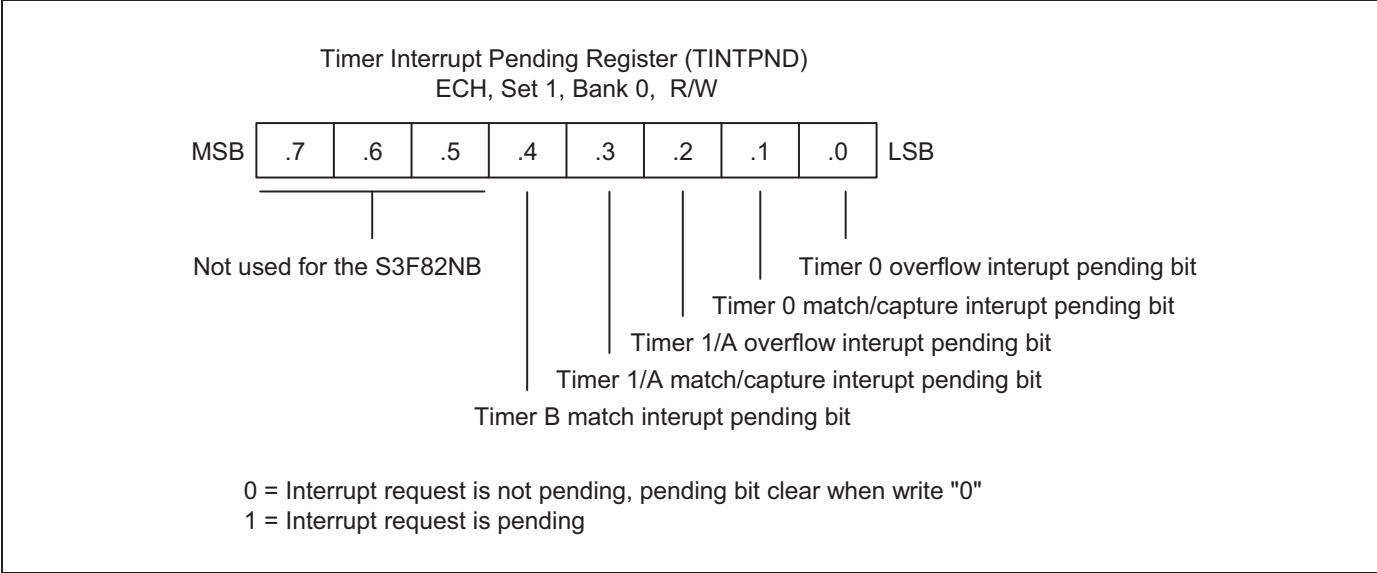 Timer Interrupt Pending Register (TINTPND)
ECH, Set 1, Bank 0, R/W
MSB .7 .6 .5 .4 .3 .2 .1 .0 LSB
Not used for the S3F82NB
Timer 0 overflow interupt pending bit
Timer 0 match/capture interupt pending bit
Timer 1/A overflow interupt pending bit
Timer 1/A match/capture interupt pending bit
Timer B match interupt pending bit
0 = Interrupt request is not pending, pending bit clear when write "0"
1 = Interrupt request is pending